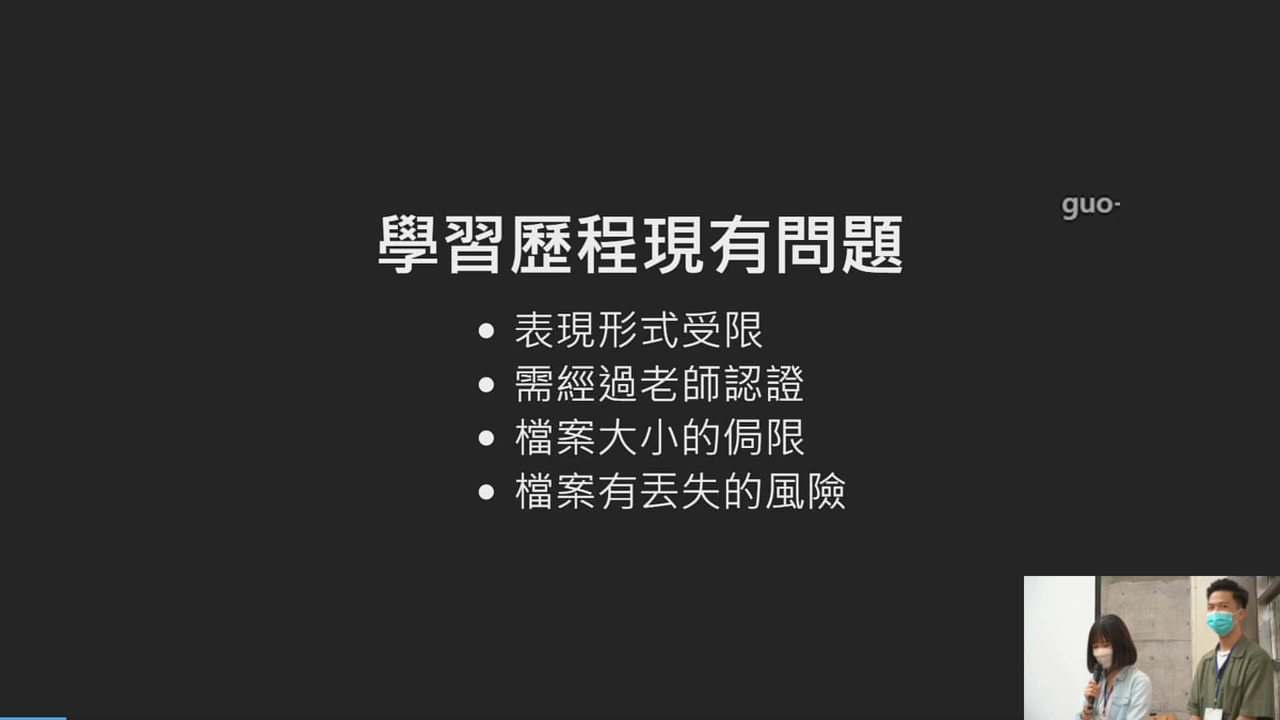 學習歷程現有問題
guo-
表現形式受限
需經過老師認證
檔案大小的侷限
檔案有丟失的風險